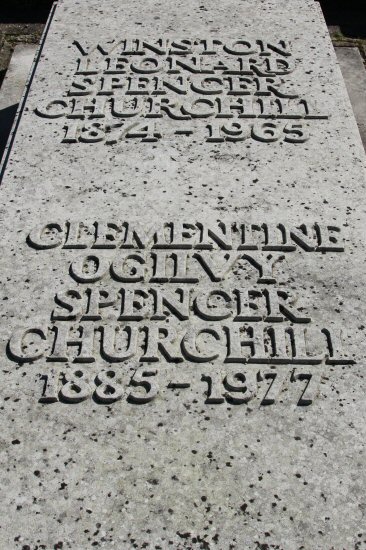 WINSTON
LEONARD
SPENCER
CHURCHILL
1874-1965
CLEMENTINE
OGILVY
SPENCER
CHURCHILL
1885-1977